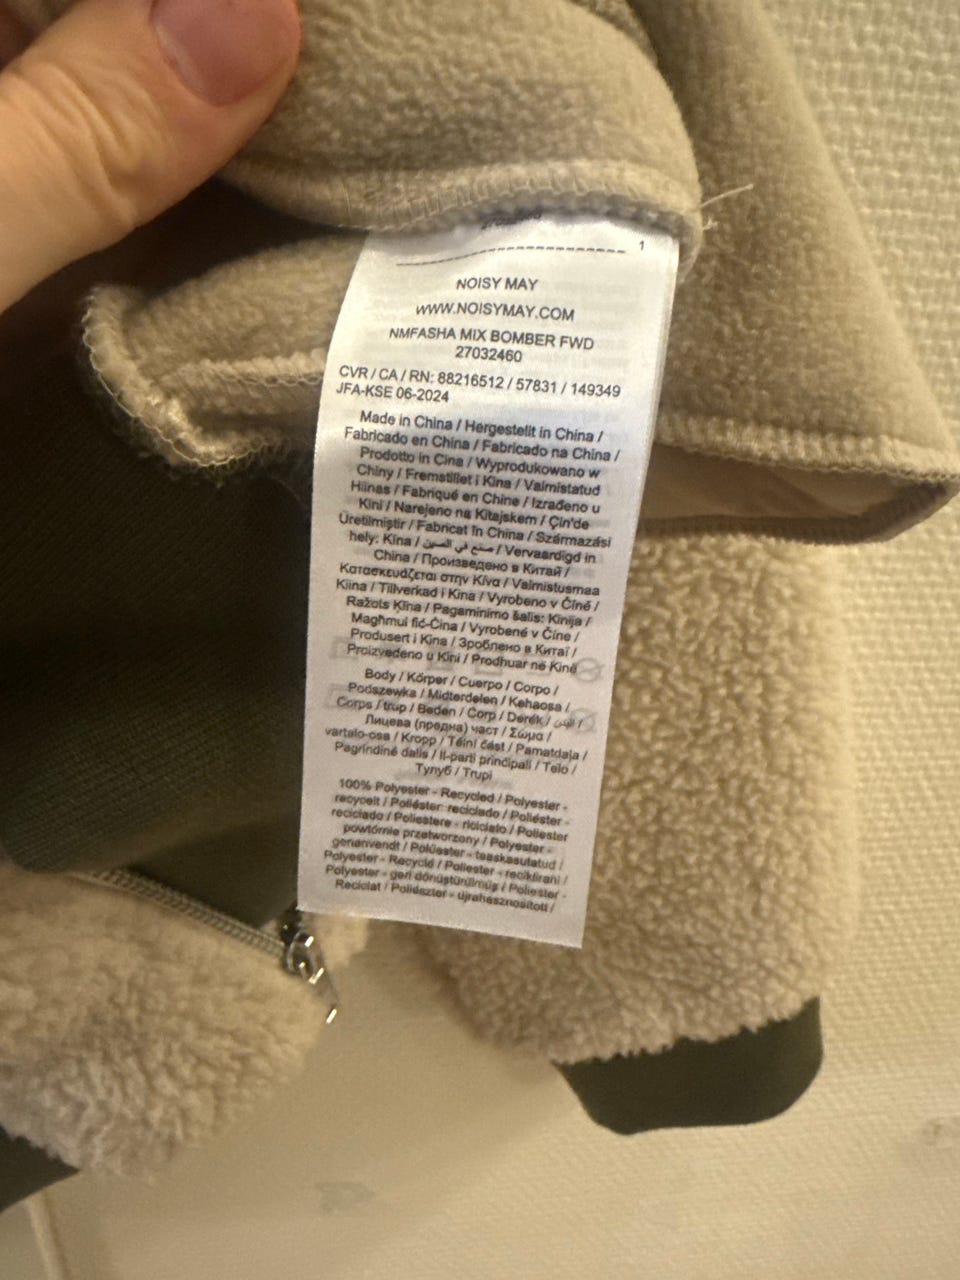 1
NOISY MAY
WWW.NOISYMAY.COM
NMFASHA MIX BOMBER FWD
27032460
CVR / CA / RN: 88216512 / 57831 / 149349
JFA-KSE 06-2024
Made in China / Hergestellt in China /
Fabricado en China / Fabricado na China /
Prodotto in Cina / Wyprodukowano w
Chiny / Fremstillet i Kina / Valmistatud
Hiinas / Fabriqué en Chine / Izrađeno u
Kini / Narejeno na Kitajskem / Çin'de
Üretilmiştir / Fabricat în China / Származási
hely: Kína / صنع في الصين / Vervaardigd in
China / Произведено в Китай /
Κατασκευάζεται στην Κίνα / Valmistusmaa
Kiina / Tillverkad i Kina / Vyrobeno v Číně /
Ražots Ķīna / Pagaminimo šalis: Kinija /
Magħmul fiċ-Ċina / Vyrobené v Číne /
Produsert i Kina / Зроблено в Китаї /
Proizvedeno u Kini / Prodhuar në Kinë
Body / Körper / Cuerpo / Corpo /
Podszewka / Midterdelen / Kehaosa /
Corps / trup / Beden / Corp / Derék / البدن /
Лицева (предна) част / Σώμα /
vartalo-osa / Kropp / Tělní část / Pamatdaļa /
Pagrindinė dalis / Il-parti prinċipali / Telo /
Тулуб / Trupi
100% Polyester - Recycled / Polyester -
recycelt / Poliéster: reciclado / Poliéster -
reciclado / Poliestere - riciclato / Poliester
powtórnie przetworzony / Polyester -
genanvendt / Polüester - taaskasutatud /
Polyester - Recyclé / Poliester - reciklirani /
Polyester - geri dönüştürülmüş / Poliester -
Reciclat / Poliészter - újrahasznosított /